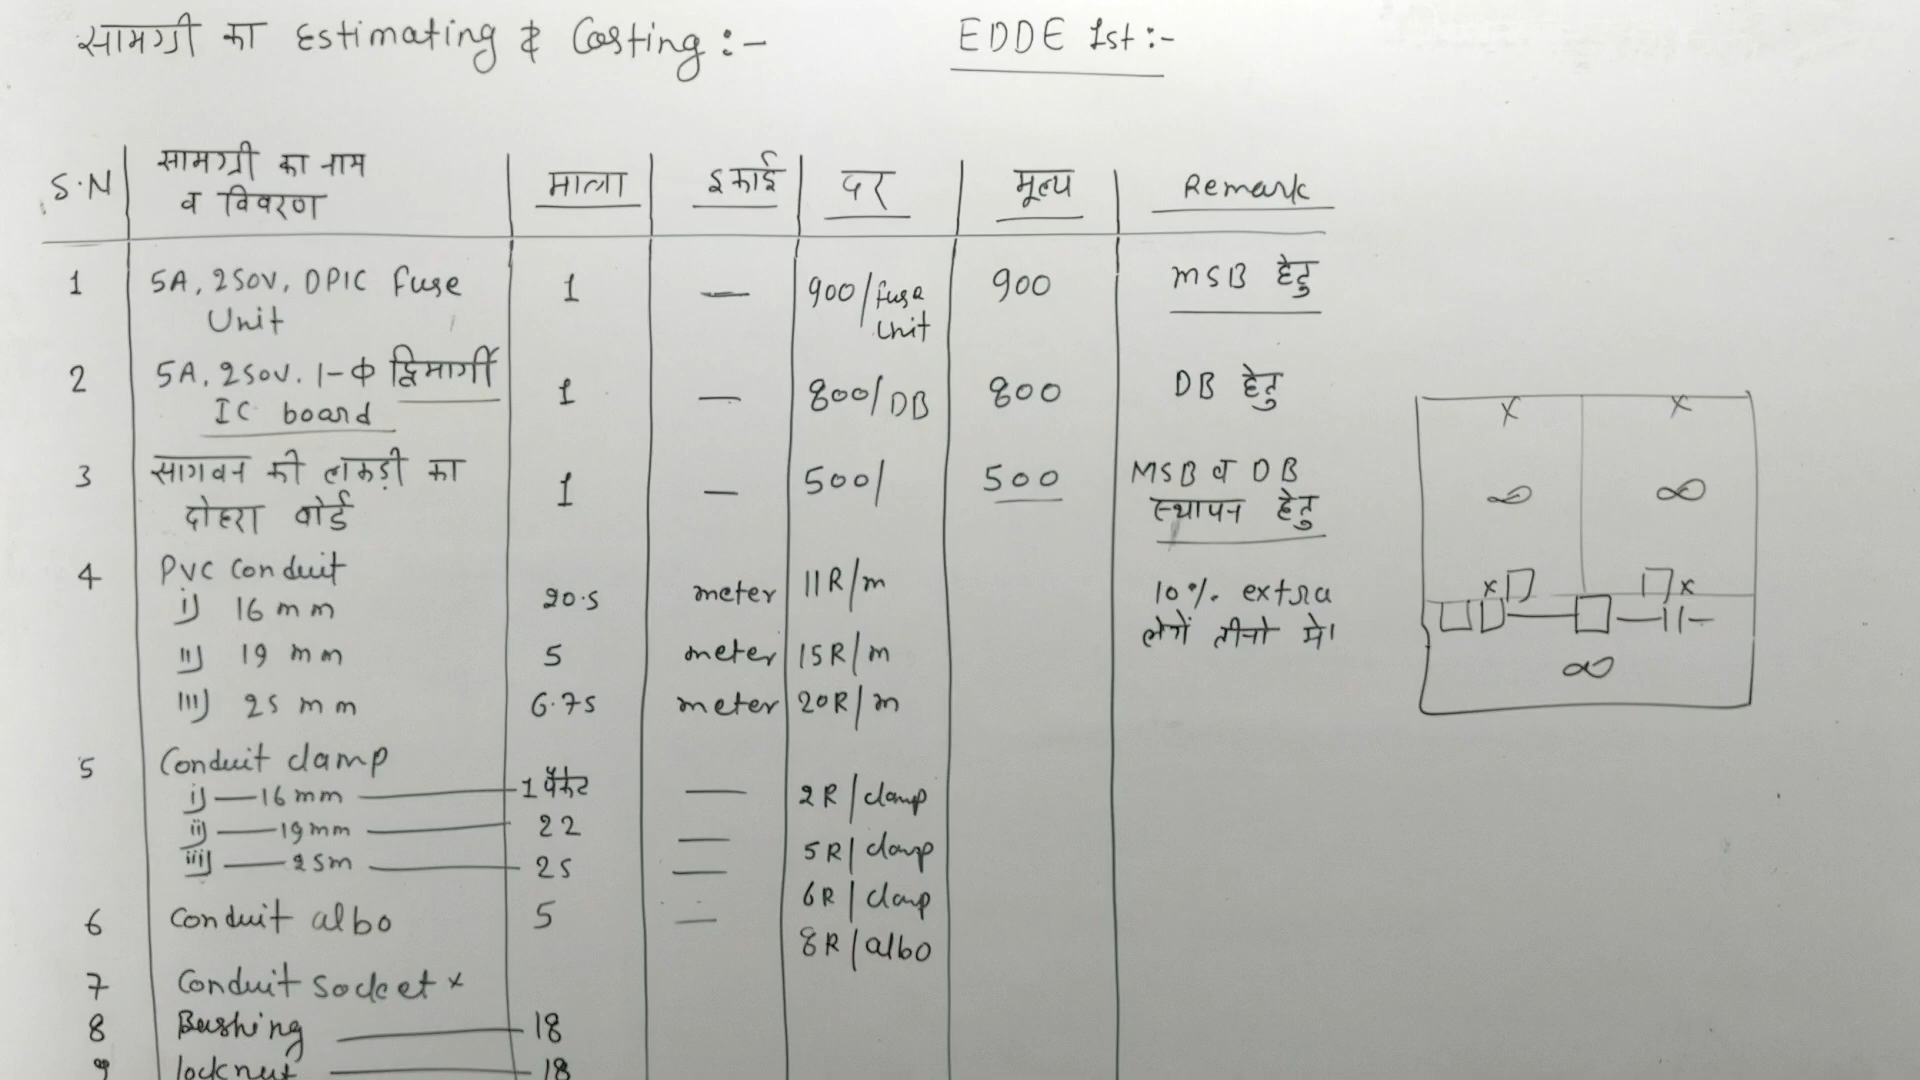 सामग्री का Estimating & Costing :- EDDE 1st :-
S.N सामग्री का नाम व विवरण मात्रा इकाई दर मूल्य Remark
1 5A, 250V, DPIC fuse Unit 1 — 900/fuse unit 900 MSB हेतु
2 5A, 250V. 1-ф द्विमार्गी IC board 1 — 800/DB 800 DB हेतु
3 सागवन की लकड़ी का दोहरा बोर्ड 1 — 500/ 500 MSB व DB स्थापन हेतु
4 PVC Conduit
i) 16 mm 20.5 meter 11R/m 10% extra
लेगें तीनो मे।
ii) 19 mm 5 meter 15R/m
iii) 25 mm 6.75 meter 20R/m
5 Conduit clamp
i) — 16 mm — 1 पैकेट — 2R/clamp
ii) — 19 mm — 22 — 5R/clamp
iii) — 25m — 25 — 6R/clamp
6 Conduit albo 5 — 8R/albo
7 Conduit Socket x
8 Bushing — 18
9 locknut — 18